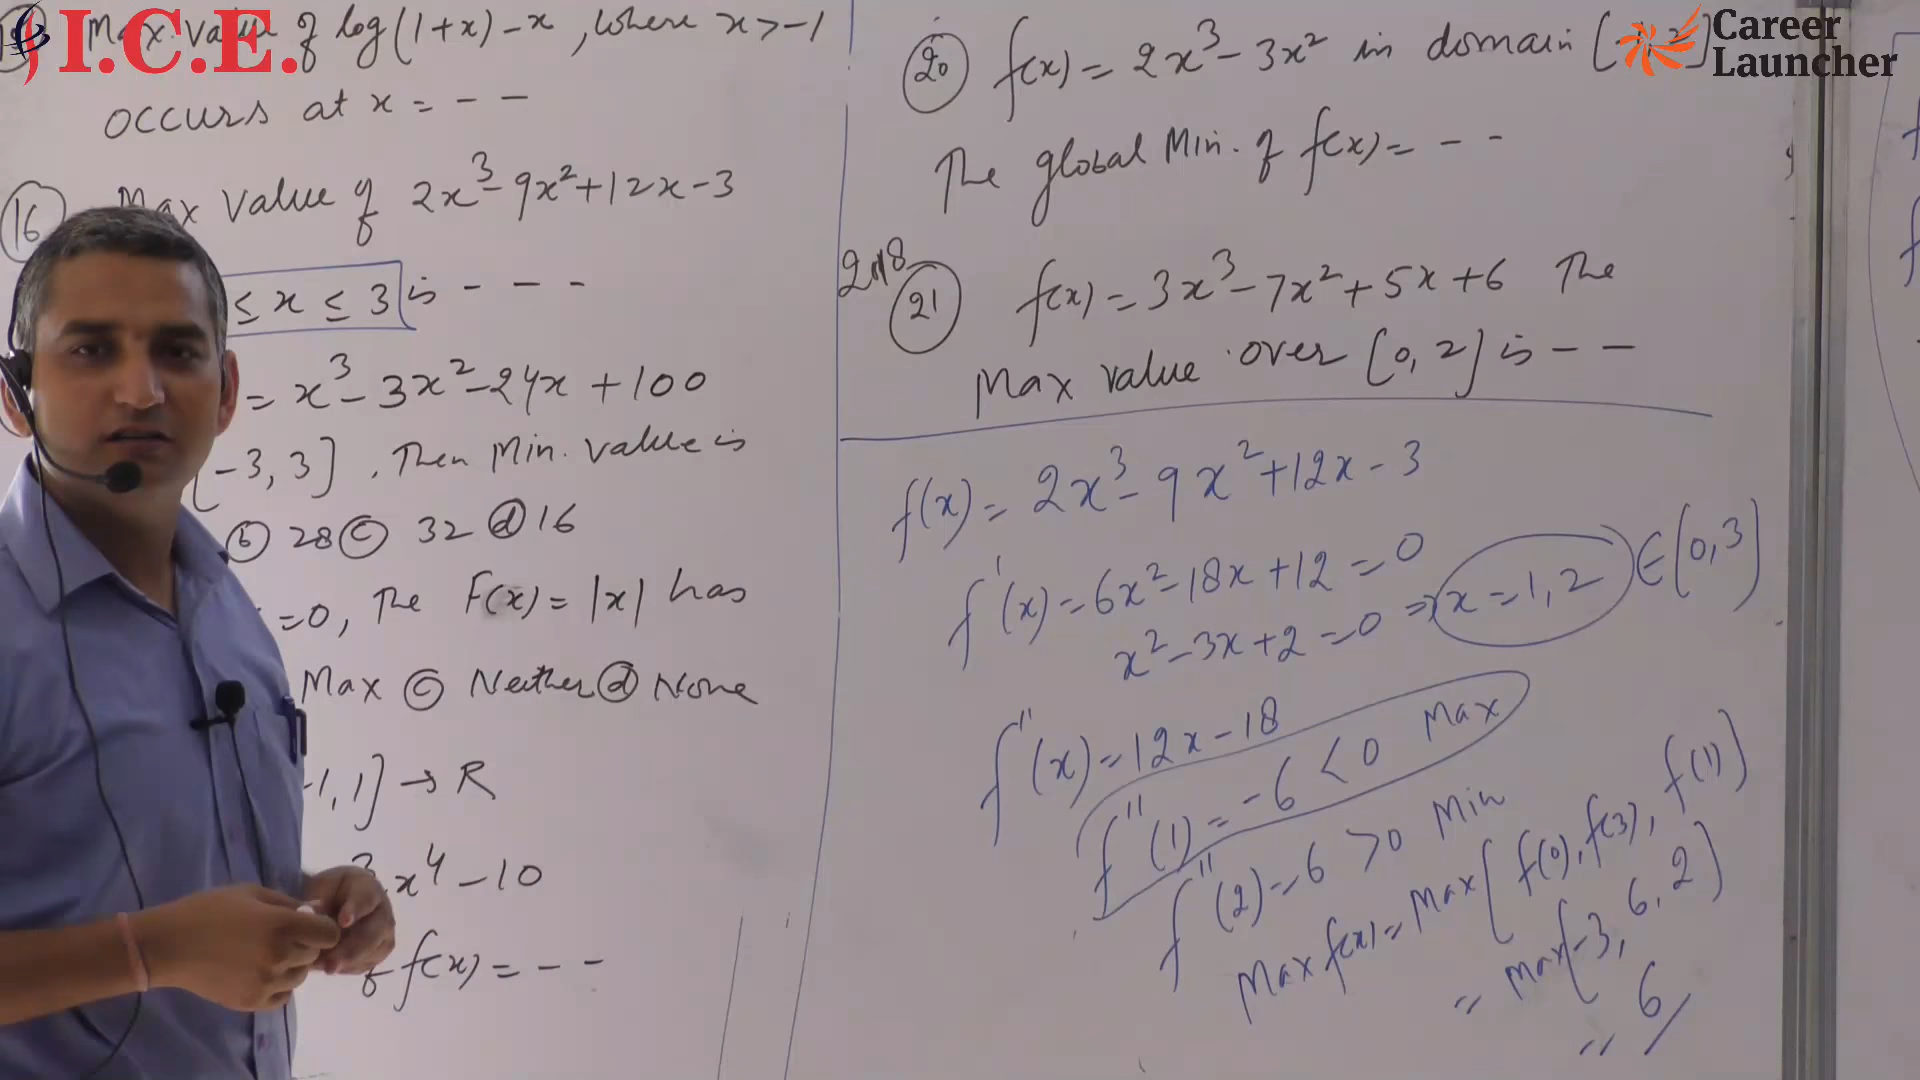 I.C.E.
Max. value of log(1+x)-x, where x>-1
occurs at x = - -
16 Max value of 2x³-9x²+12x-3
≤ x ≤ 3 is - - -
= x³-3x²-24x+100
-3, 3], Then Min. value is
b 28 c 32 d 16
=0, The F(x)=|x| has
Max c Neither d None
-1,1] → R
x⁴-10
of f(x)= - -
Career
Launcher
20 f(x)=2x³-3x² in domain [
The global Min. of f(x)= - -
21 f(x)=3x³-7x²+5x+6 The
Max value over [0,2] is - -
f(x)=2x³-9x²+12x-3
f'(x)=6x²-18x+12=0
x²-3x+2=0 ⇒ x=1,2 ∈[0,3]
f''(x)=12x-18
f''(1)=-6<0 Max
f''(2)=6>0 Min
Max f(x)=Max[f(0),f(3),f(1)]
=Max[-3,6,2]
=6